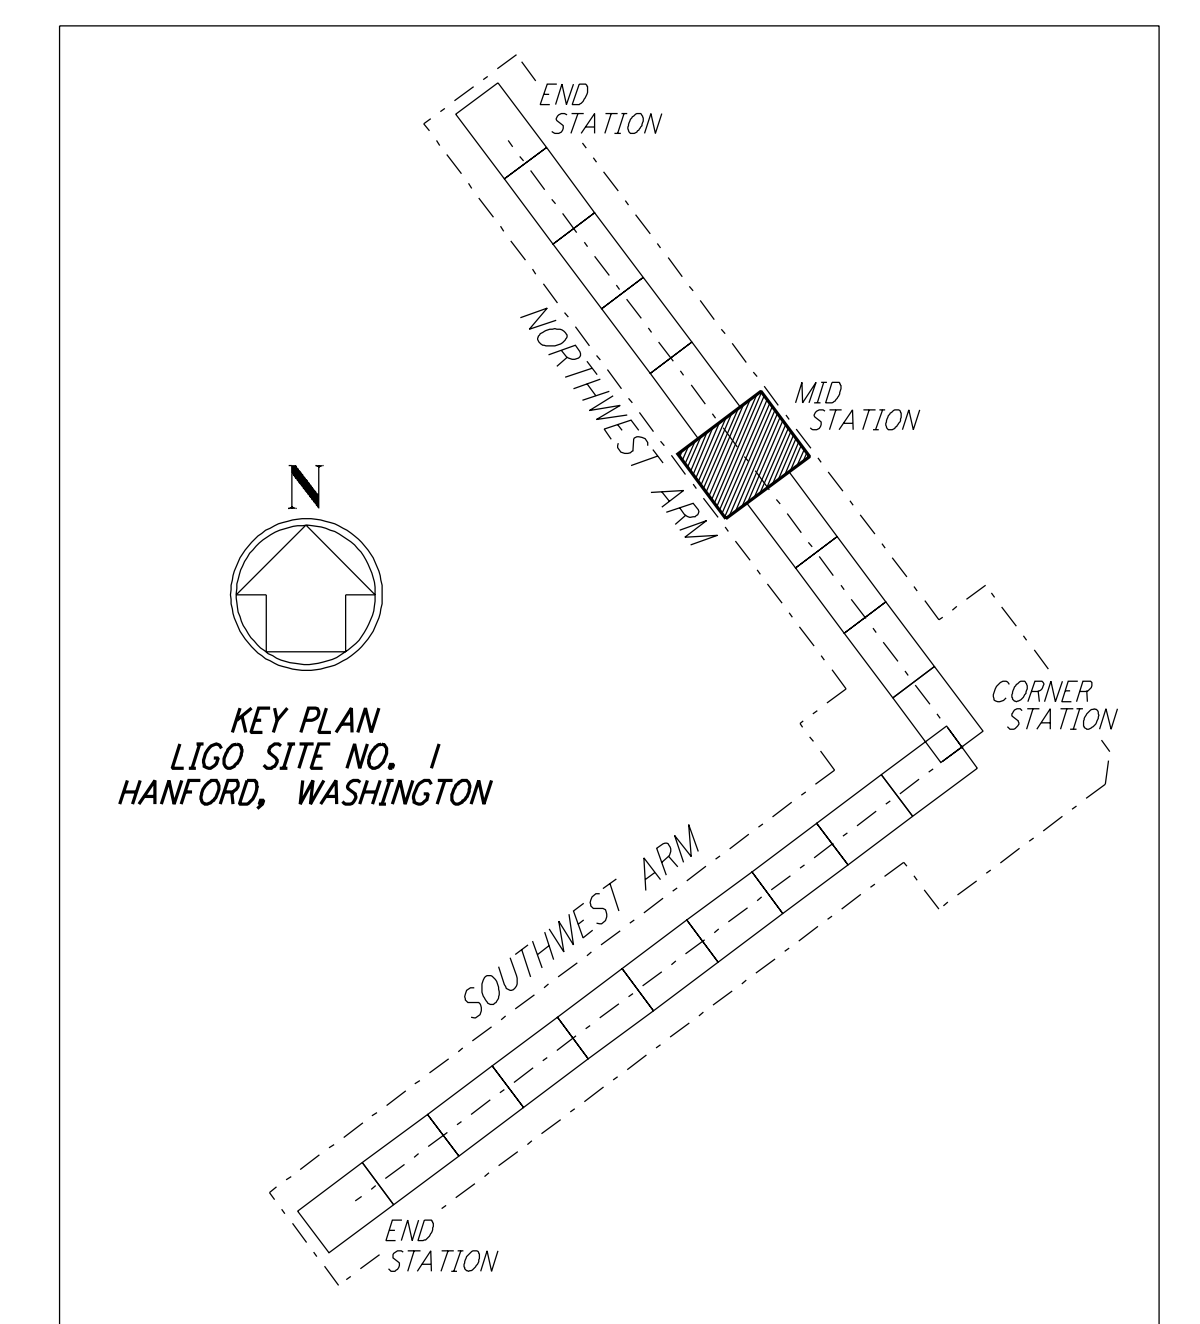 END
STATION
NORTHWEST ARM
MID
STATION
N
KEY PLAN
LIGO SITE NO. 1
HANFORD, WASHINGTON
CORNER
STATION
SOUTHWEST ARM
END
STATION